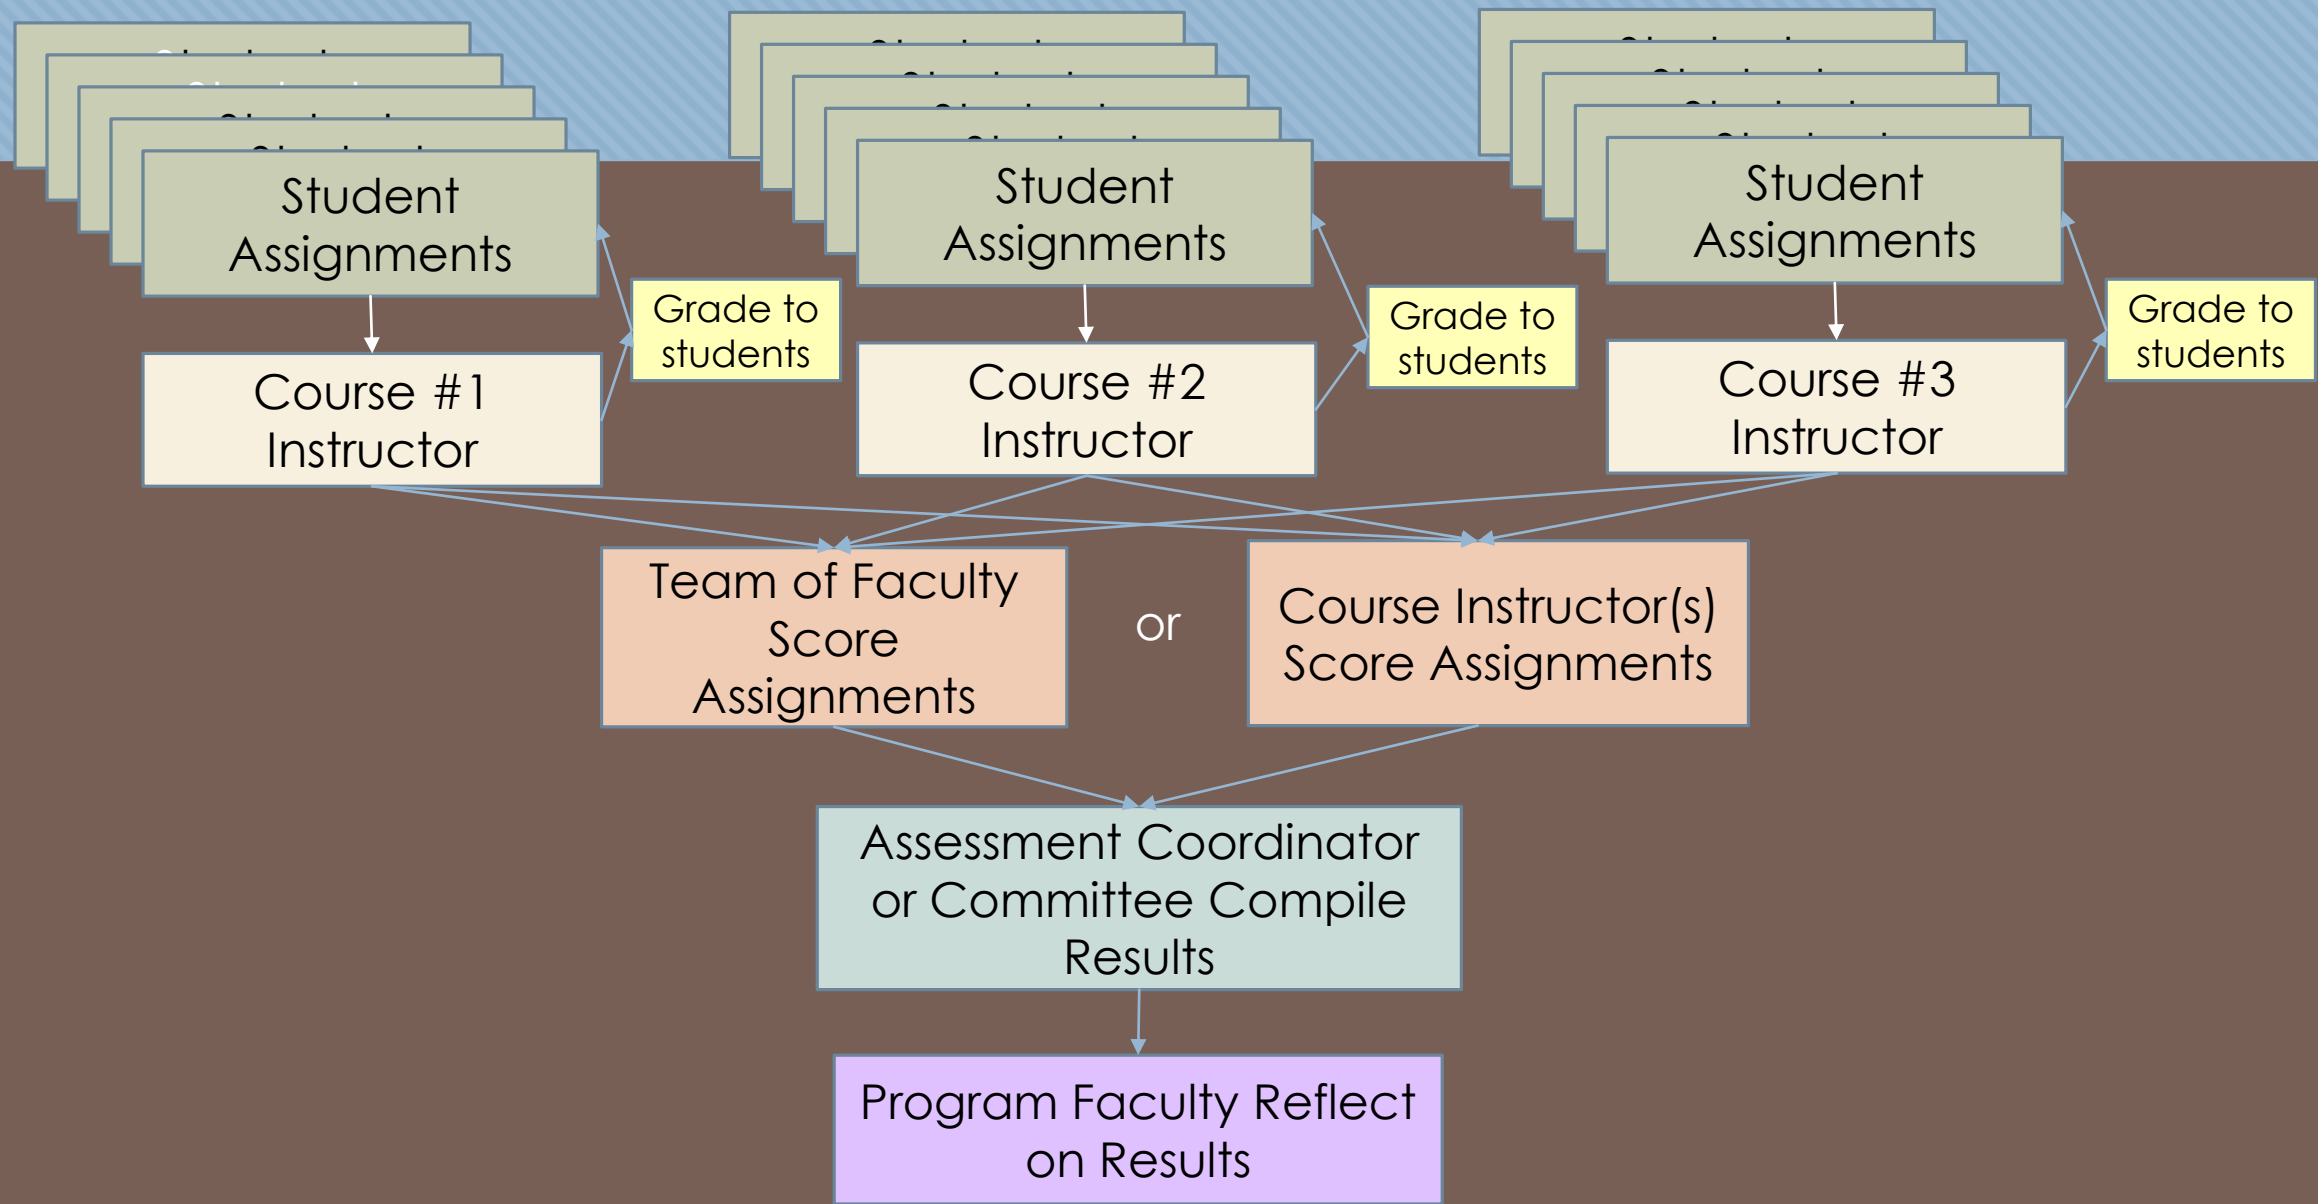 Student
Assignments
Student
Assignments
Student
Assignments
Grade to
students
Grade to
students
Grade to
students
Course #1
Instructor
Course #2
Instructor
Course #3
Instructor
Team of Faculty
Score
Assignments
or
Course Instructor(s)
Score Assignments
Assessment Coordinator
or Committee Compile
Results
Program Faculty Reflect
on Results